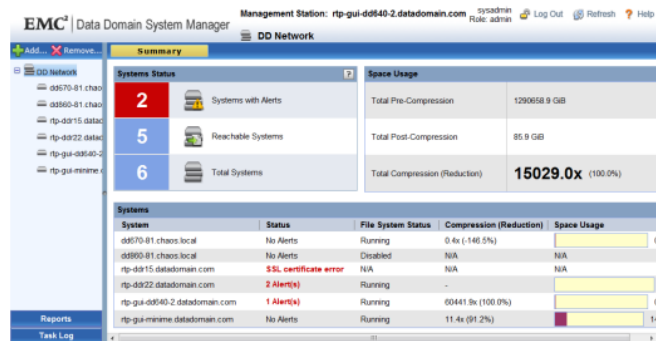 EMC² | Data Domain System Manager
Management Station: rtp-gui-dd640-2.datadomain.com sysadmin Role: admin Log Out Refresh ? Help
DD Network
Add... Remove...
Summary
DD Network
dd670-81.chao
dd860-81.chao
rtp-ddr15.datac
rtp-ddr22.datac
rtp-gui-dd640-2
rtp-gui-minime.
Systems Status ?
2 Systems with Alerts
5 Reachable Systems
6 Total Systems
Space Usage
Total Pre-Compression 1290658.9 GiB
Total Post-Compression 85.9 GiB
Total Compression (Reduction) 15029.0x (100.0%)
Systems
System Status File System Status Compression (Reduction) Space Usage
dd670-81.chaos.local No Alerts Running 0.4x (-146.5%)
dd860-81.chaos.local No Alerts Disabled N/A N/A
rtp-ddr15.datadomain.com SSL certificate error N/A N/A N/A
rtp-ddr22.datadomain.com 2 Alert(s) Running -
rtp-gui-dd640-2.datadomain.com 1 Alert(s) Running 60441.9x (100.0%)
rtp-gui-minime.datadomain.com No Alerts Running 11.4x (91.2%)
Reports
Task Log